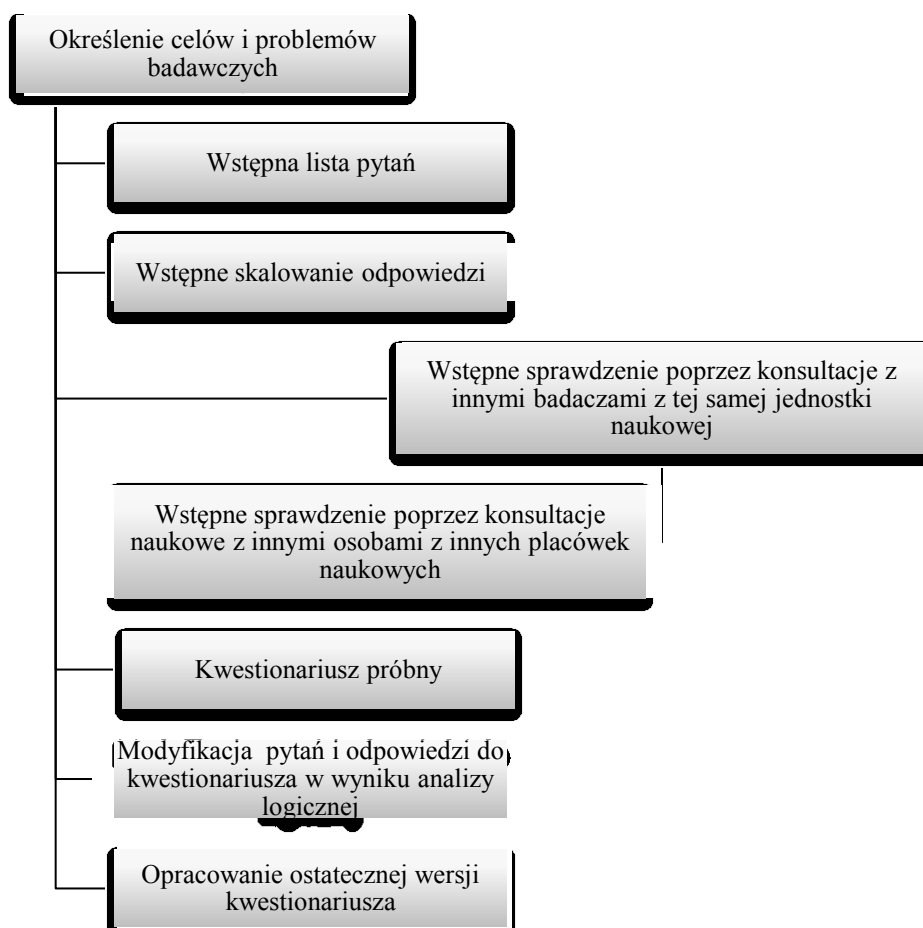 Określenie celów i problemów
badawczych
Wstępna lista pytań
Wstępne skalowanie odpowiedzi
Wstępne sprawdzenie poprzez konsultacje z
innymi badaczami z tej samej jednostki
naukowej
Wstępne sprawdzenie poprzez konsultacje
naukowe z innymi osobami z innych placówek
naukowych
Kwestionariusz próbny
Modyfikacja pytań i odpowiedzi do
kwestionariusza w wyniku analizy
logicznej
Opracowanie ostatecznej wersji
kwestionariusza